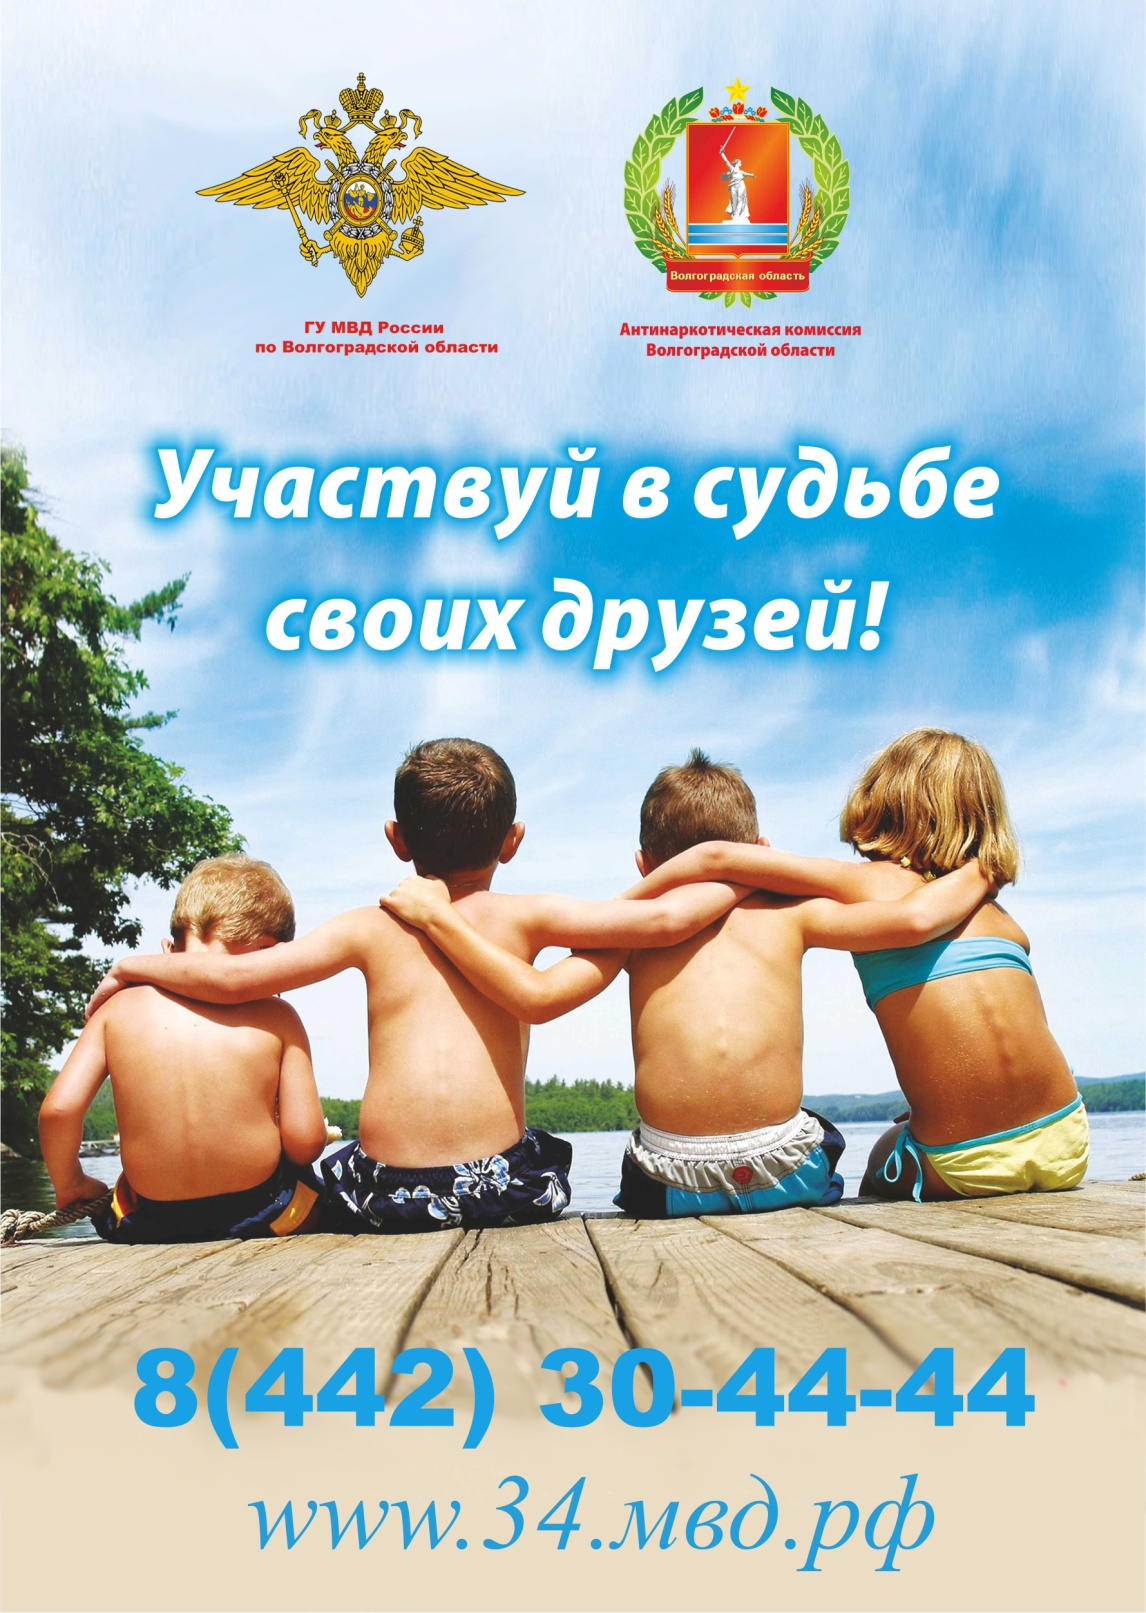 Волгоградская область
ГУ МВД России
по Волгоградской области
Антинаркотическая комиссия
Волгоградской области
Участвуй в судьбе
своих друзей!
8(442) 30-44-44
www.34.мвд.рф